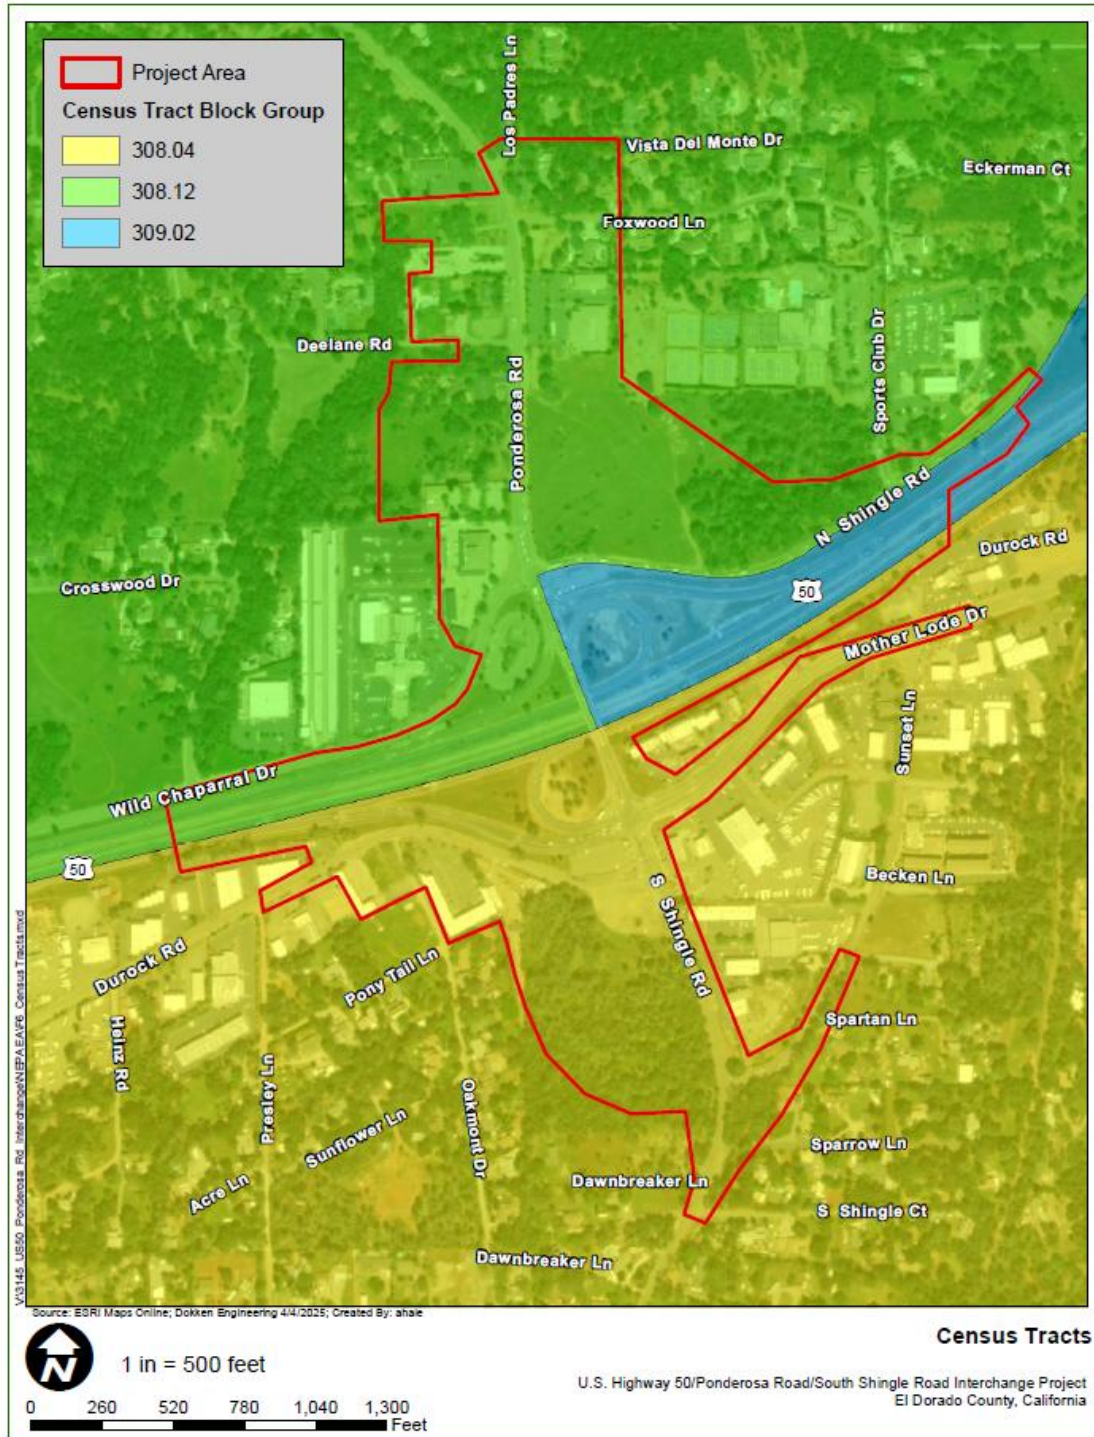 Project Area
Census Tract Block Group
308.04
308.12
309.02
Los Padres Ln
Vista Del Monte Dr
Eckerman Ct
Foxwood Ln
Deelane Rd
Sports Club Dr
Ponderosa Rd
N Shingle Rd
Durock Rd
Crosswood Dr
50
Mother Lode Dr
Sunset Ln
Wild Chaparral Dr
50
Becken Ln
S Shingle Rd
Durock Rd
Pony Tail Ln
Spartan Ln
Heinz Rd
Presley Ln
Oakmont Dr
Sunflower Ln
Sparrow Ln
Acre Ln
Dawnbreaker Ln
S Shingle Ct
Dawnbreaker Ln
V:\3145_US50_Ponderosa_Rd_Interchange\NEPA\EA\F6_Census Tracts.mxd
Source: ESRI Maps Online; Dokken Engineering 4/4/2025; Created By: ahale
N
1 in = 500 feet
0 260 520 780 1,040 1,300
Feet
Census Tracts
U.S. Highway 50/Ponderosa Road/South Shingle Road Interchange Project
El Dorado County, California